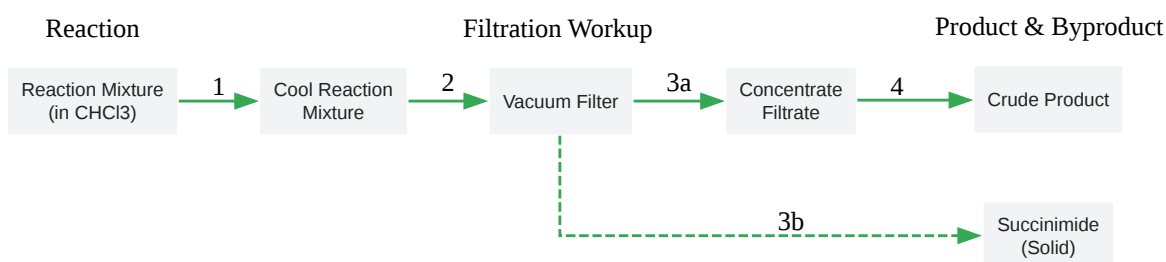 Reaction
Filtration Workup
Product & Byproduct
Reaction Mixture
(in CHCl3)
1
Cool Reaction
Mixture
2
Vacuum Filter
3a
Concentrate
Filtrate
4
Crude Product
3b
Succinimide
(Solid)